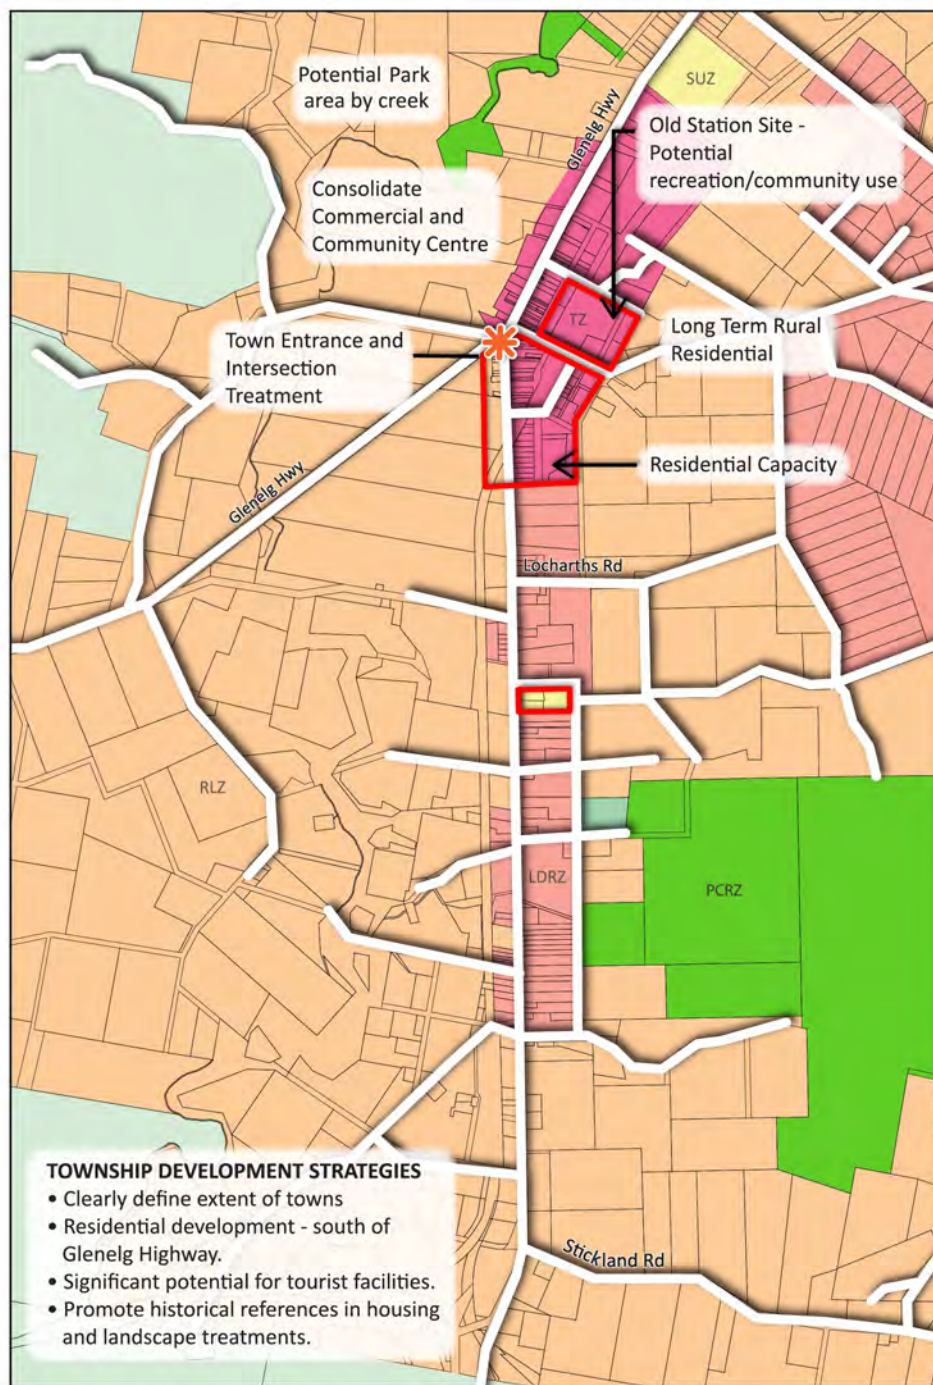 Potential Park
area by creek
Glenelg Hwy
SUZ
Old Station Site -
Potential
recreation/community use
Consolidate
Commercial and
Community Centre
TZ
Town Entrance and
Intersection
Treatment
Long Term Rural
Residential
Residential Capacity
Glenelg Hwy
Locharths Rd
RLZ
LDRZ
PCRZ
TOWNSHIP DEVELOPMENT STRATEGIES
• Clearly define extent of towns
• Residential development - south of
Glenelg Highway.
• Significant potential for tourist facilities.
• Promote historical references in housing
and landscape treatments.
Stickland Rd